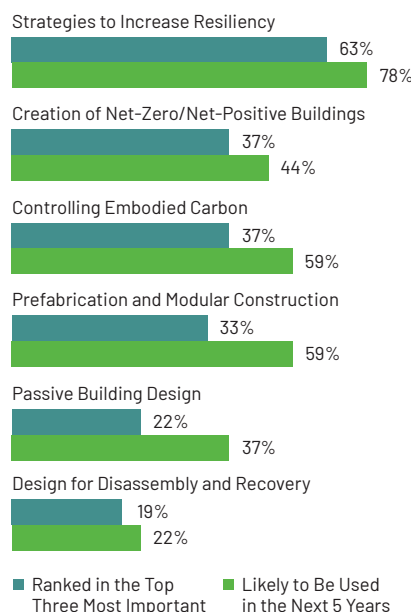 Strategies to Increase Resiliency
63%
78%
Creation of Net-Zero/Net-Positive Buildings
37%
44%
Controlling Embodied Carbon
37%
59%
Prefabrication and Modular Construction
33%
59%
Passive Building Design
22%
37%
Design for Disassembly and Recovery
19%
22%
Ranked in the Top
Three Most Important
Likely to Be Used
in the Next 5 Years